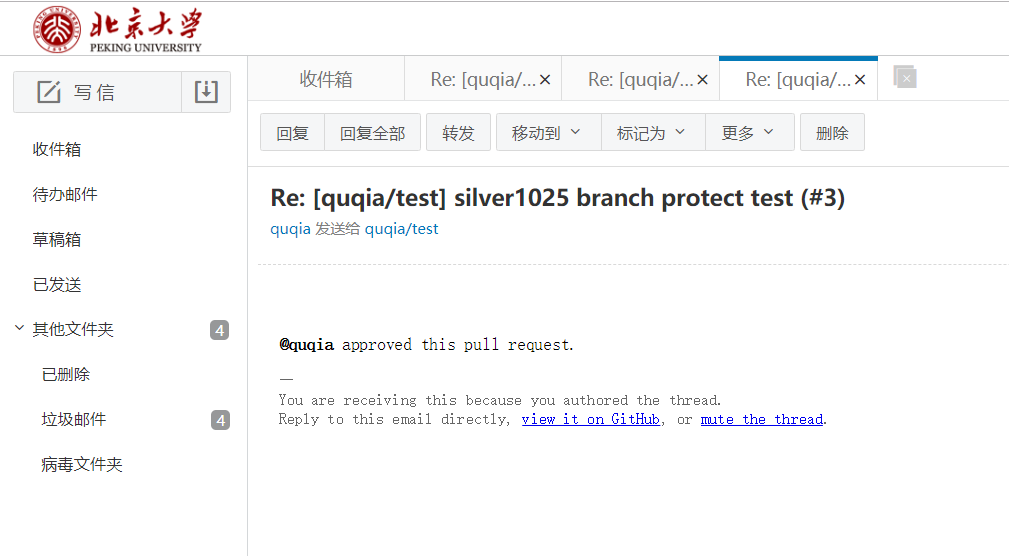 北京大学
PEKING UNIVERSITY
写信
收件箱
待办邮件
草稿箱
已发送
其他文件夹 4
已删除
垃圾邮件 4
病毒文件夹
收件箱 Re: [quqia/... × Re: [quqia/... × Re: [quqia/... ×
回复 回复全部 转发 移动到 标记为 更多 删除
Re: [quqia/test] silver1025 branch protect test (#3)
quqia 发送给 quqia/test
@quqia approved this pull request.
—
You are receiving this because you authored the thread.
Reply to this email directly, view it on GitHub, or mute the thread.